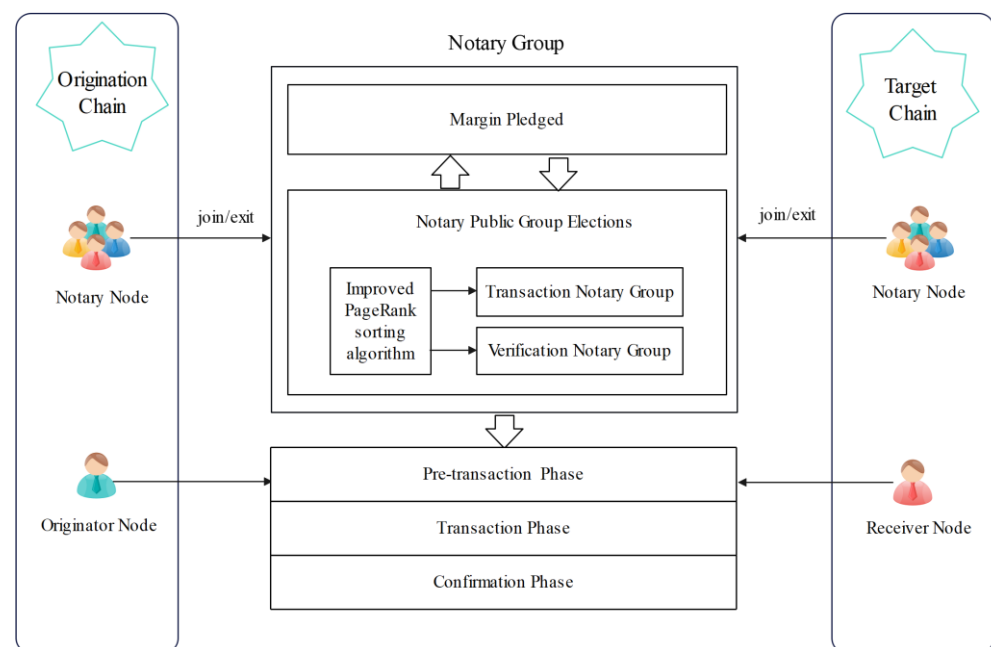 Notary Group
Origination
Chain
Target
Chain
Margin Pledged
join/exit
Notary Public Group Elections
join/exit
Notary Node
Improved
PageRank
sorting
algorithm
Transaction Notary Group
Verification Notary Group
Notary Node
Pre-transaction Phase
Originator Node
Transaction Phase
Receiver Node
Confirmation Phase